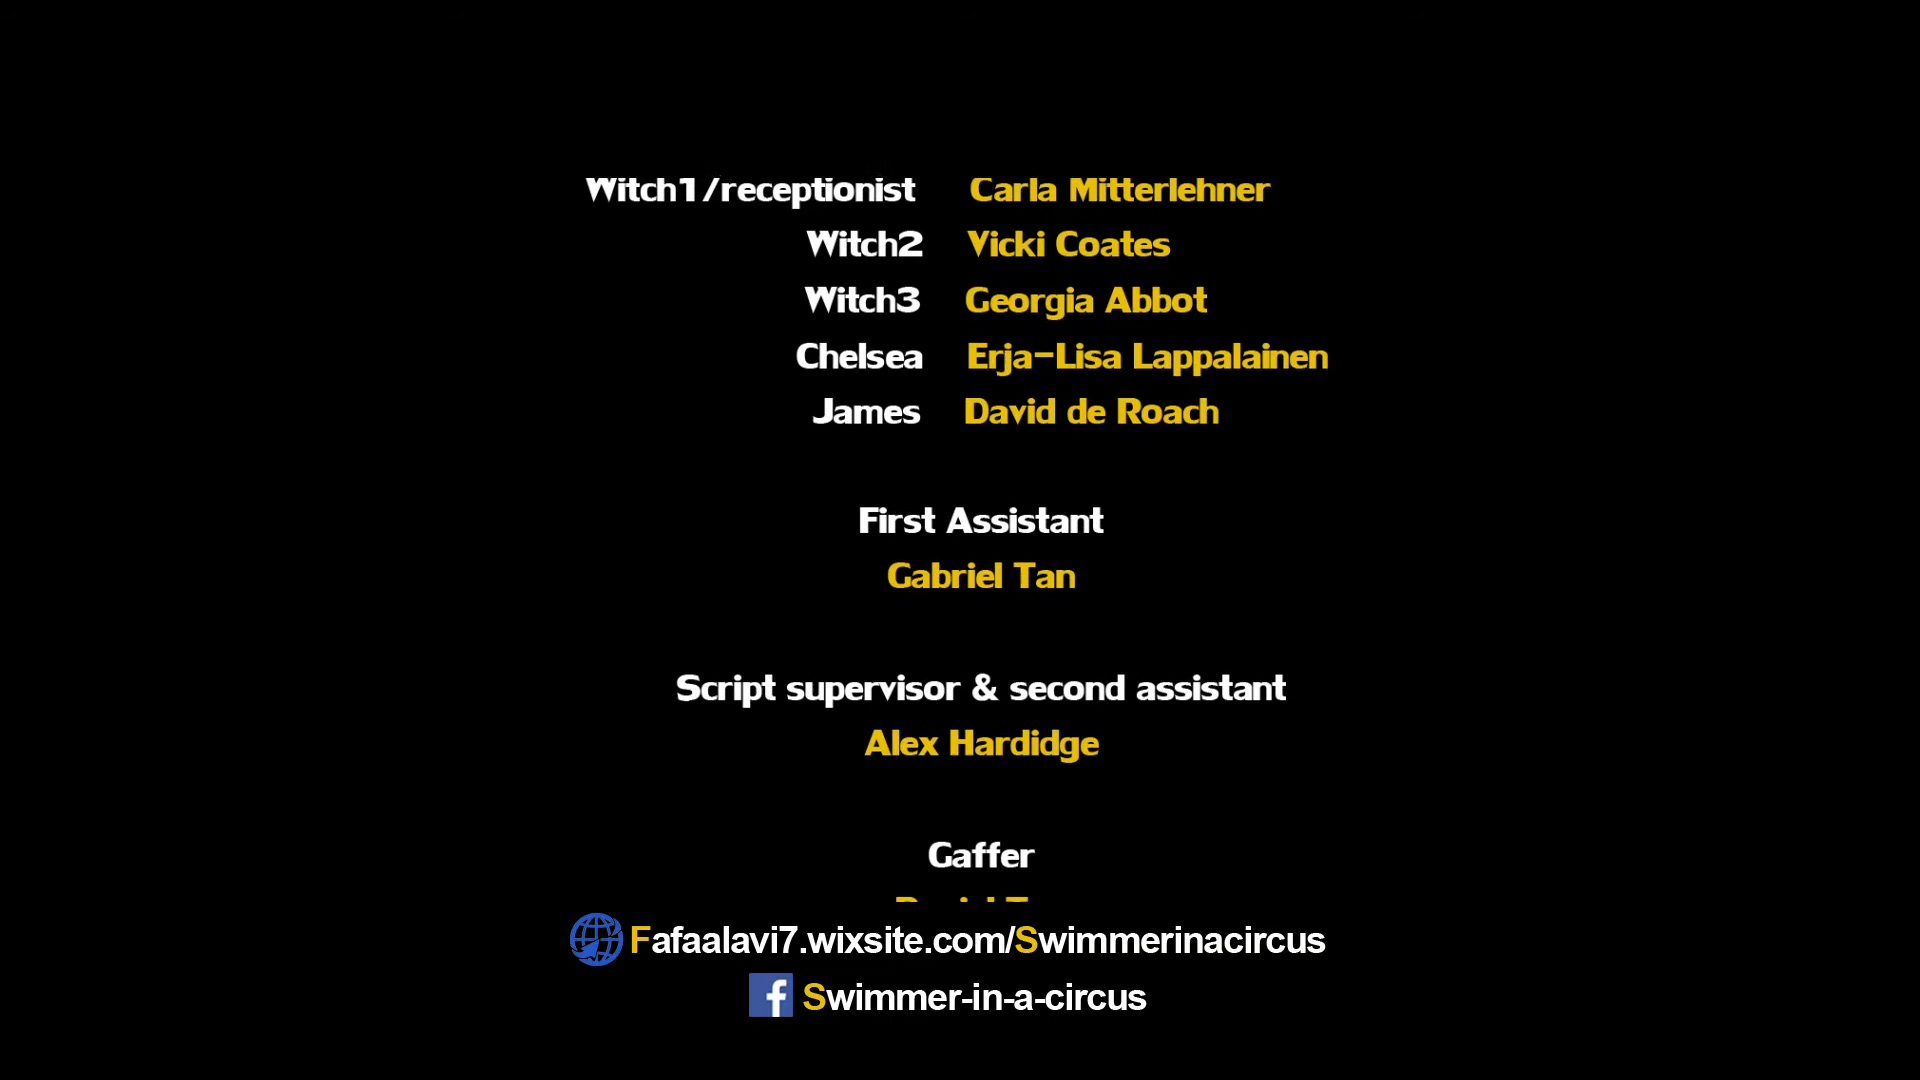 Witch1/receptionist Carla Mitterlehner
Witch2 Vicki Coates
Witch3 Georgia Abbot
Chelsea Erja-Lisa Lappalainen
James David de Roach
First Assistant
Gabriel Tan
Script supervisor & second assistant
Alex Hardidge
Gaffer
Fafaalavi7.wixsite.com/Swimmerinacircus
Swimmer-in-a-circus